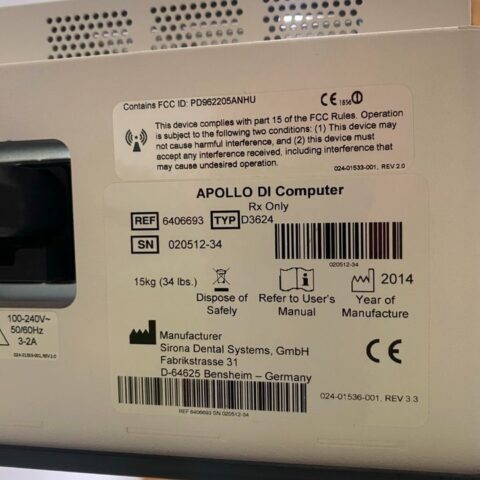 Contains FCC ID: PD962205ANHU
CE 1856
This device complies with part 15 of the FCC Rules. Operation
is subject to the following two conditions: (1) This device may
not cause harmful interference, and (2) this device must
accept any interference received, including interference that
may cause undesired operation.
024-01533-001, REV 2.0
APOLLO DI Computer
Rx Only
REF 6406693 TYP D3624
SN 020512-34
020512-34
15kg (34 lbs.)
2014
Dispose of Safely
Refer to User's Manual
Year of Manufacture
100-240V~
50/60Hz
3-2A
Manufacturer
Sirona Dental Systems, GmbH
Fabrikstrasse 31
D-64625 Bensheim – Germany
CE
024-01536-001, REV 3.3
REF 6406693 SN 020512-34